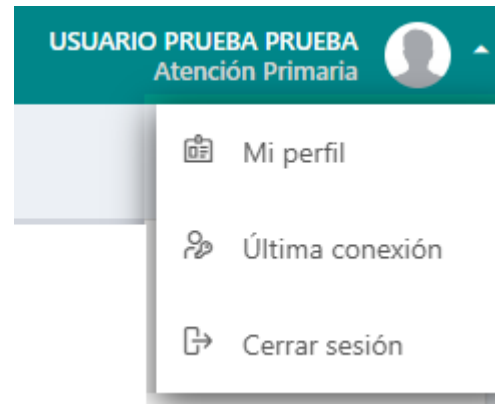 USUARIO PRUEBA PRUEBA
Atención Primaria
Mi perfil
Última conexión
Cerrar sesión